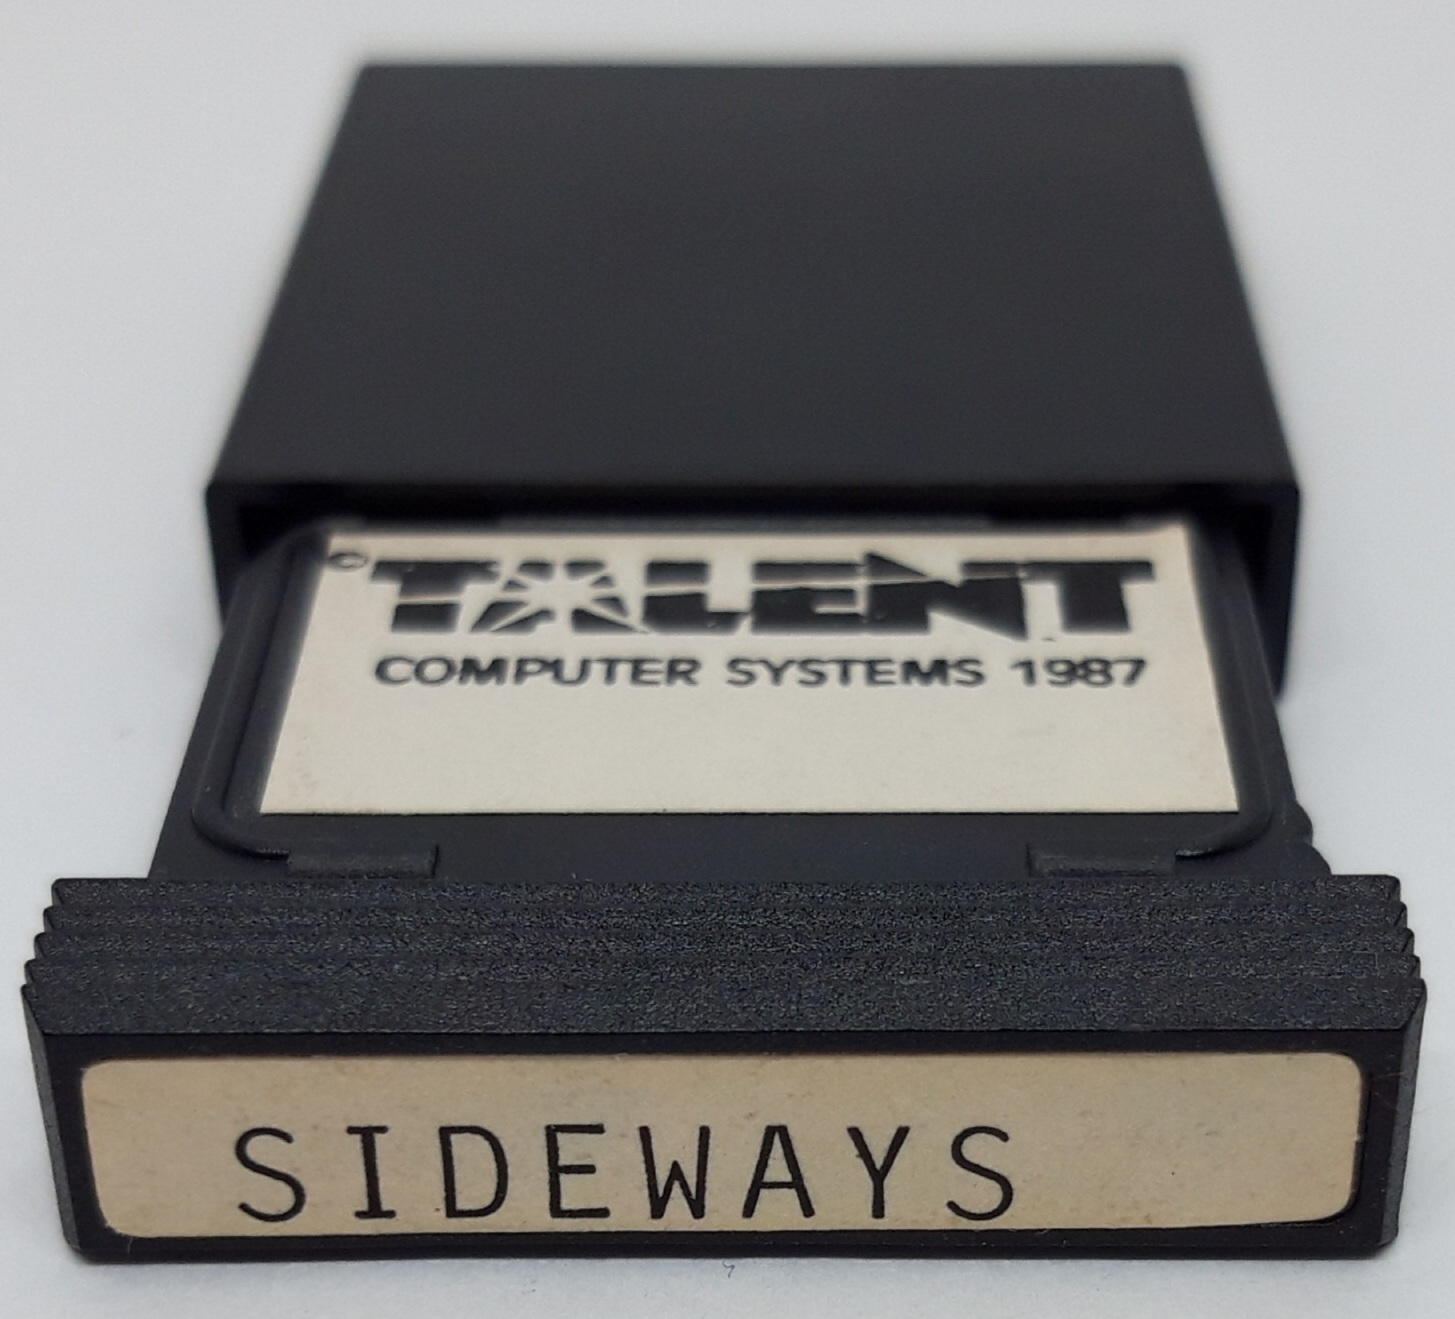 © TALENT
COMPUTER SYSTEMS 1987
SIDEWAYS